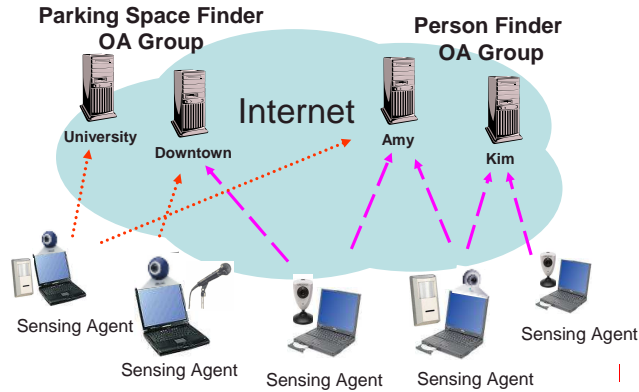 Parking Space Finder
OA Group
Person Finder
OA Group
Internet
University
Downtown
Amy
Kim
Sensing Agent
Sensing Agent
Sensing Agent
Sensing Agent
Sensing Agent